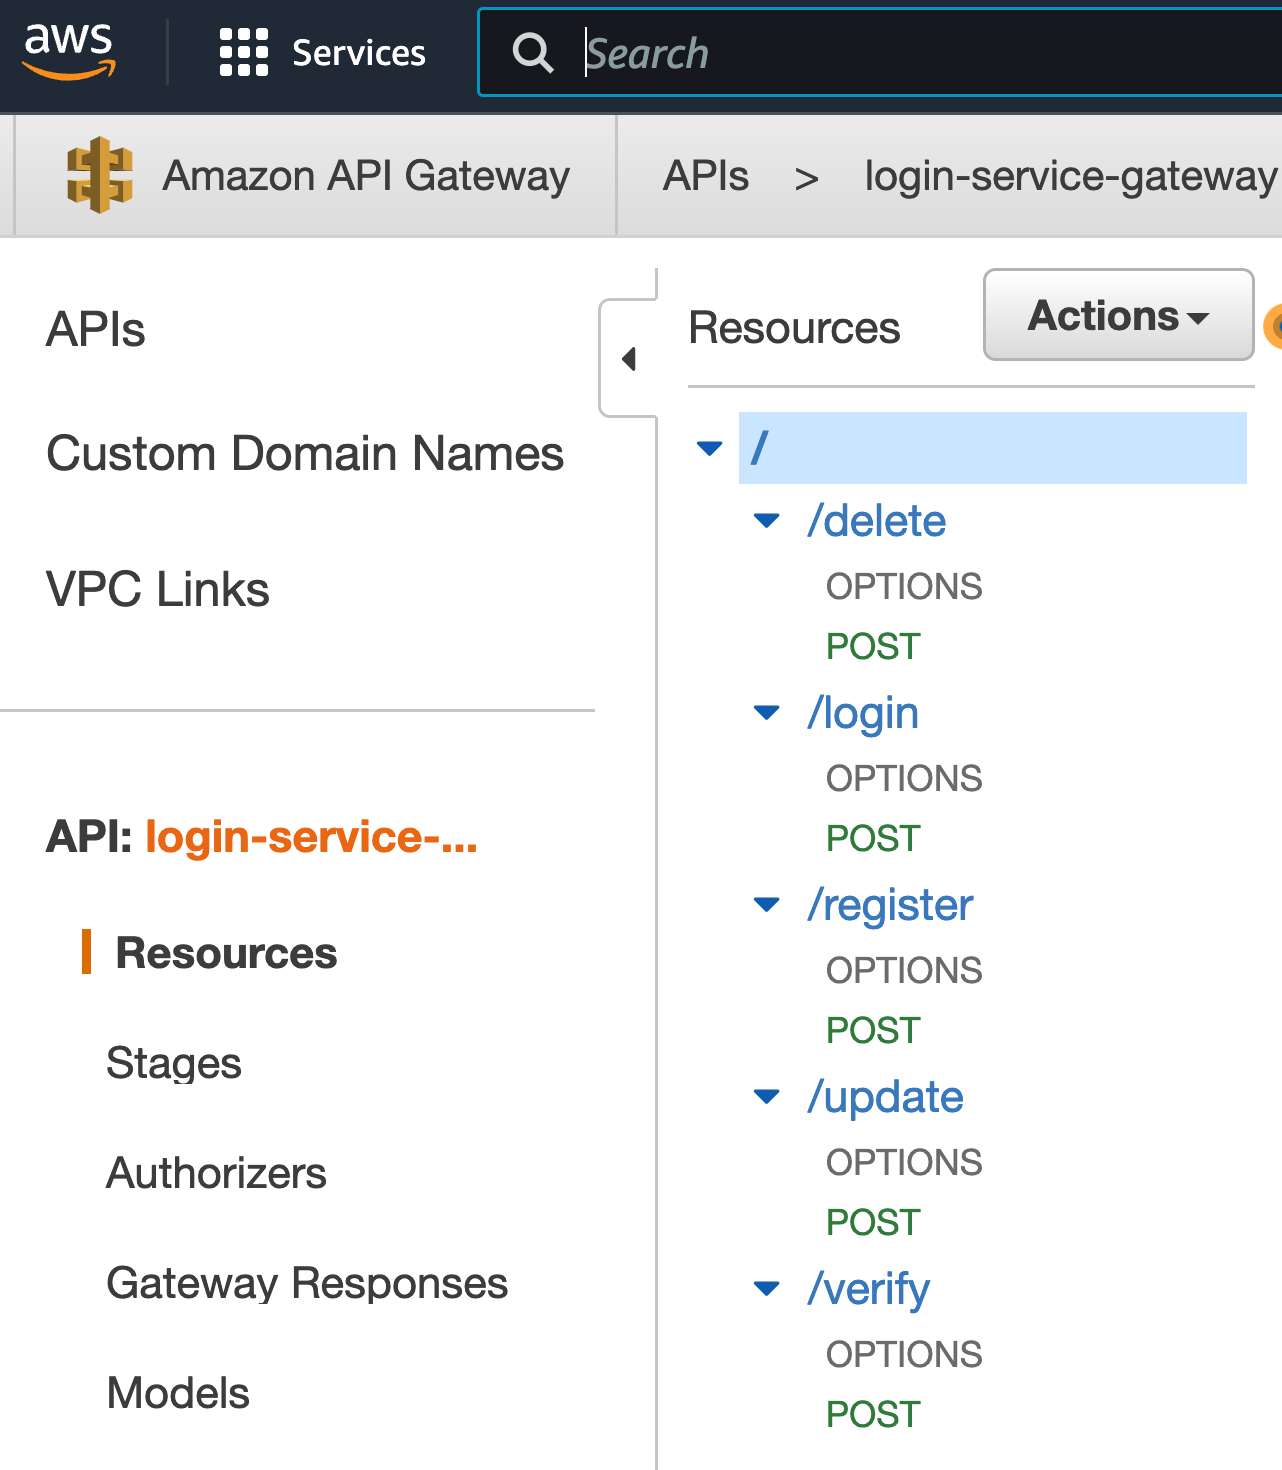 aws Services Search
Amazon API Gateway APIs > login-service-gateway
APIs
Custom Domain Names
VPC Links
API: login-service-...
Resources
Stages
Authorizers
Gateway Responses
Models
Resources Actions
/
/delete
OPTIONS
POST
/login
OPTIONS
POST
/register
OPTIONS
POST
/update
OPTIONS
POST
/verify
OPTIONS
POST